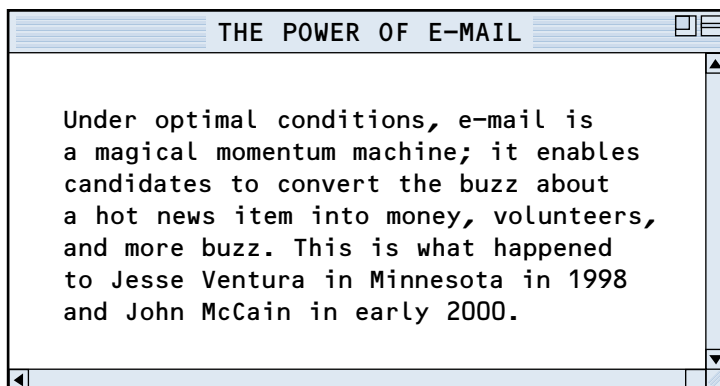 THE POWER OF E-MAIL
Under optimal conditions, e-mail is
a magical momentum machine; it enables
candidates to convert the buzz about
a hot news item into money, volunteers,
and more buzz. This is what happened
to Jesse Ventura in Minnesota in 1998
and John McCain in early 2000.